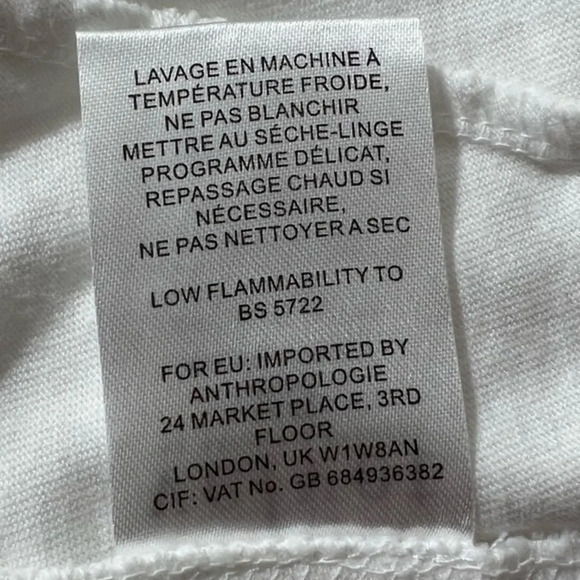 LAVAGE EN MACHINE À
TEMPÉRATURE FROIDE,
NE PAS BLANCHIR
METTRE AU SÉCHE-LINGE
PROGRAMME DÉLICAT,
REPASSAGE CHAUD SI
NÉCESSAIRE,
NE PAS NETTOYER A SEC
LOW FLAMMABILITY TO
BS 5722
FOR EU: IMPORTED BY
ANTHROPOLOGIE
24 MARKET PLACE, 3RD
FLOOR
LONDON, UK W1W8AN
CIF: VAT No. GB 684936382